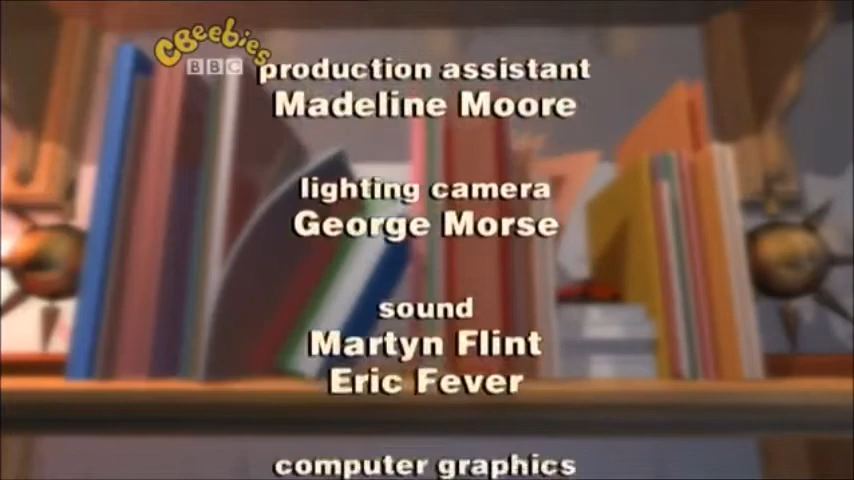 CBeebies
BBC
production assistant
Madeline Moore
lighting camera
George Morse
sound
Martyn Flint
Eric Fever
computer graphics